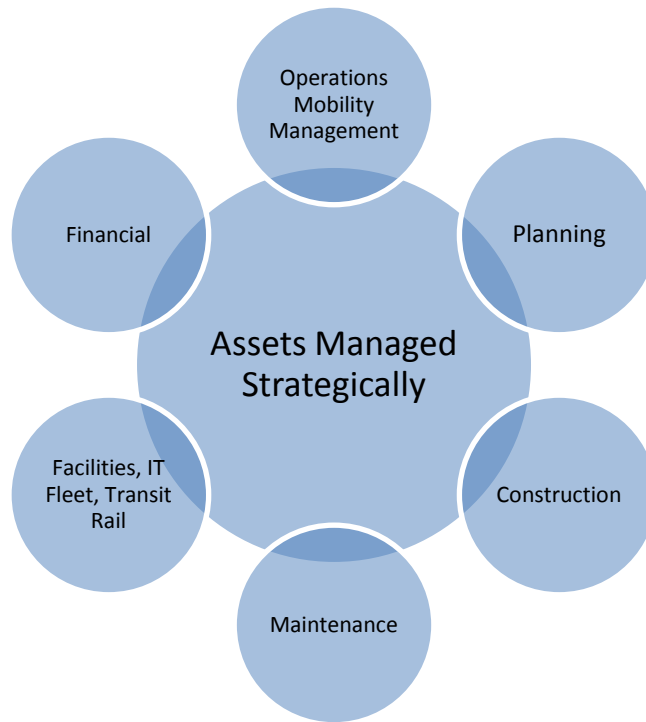 Operations
Mobility
Management
Financial
Planning
Assets Managed
Strategically
Facilities, IT
Fleet, Transit
Rail
Construction
Maintenance